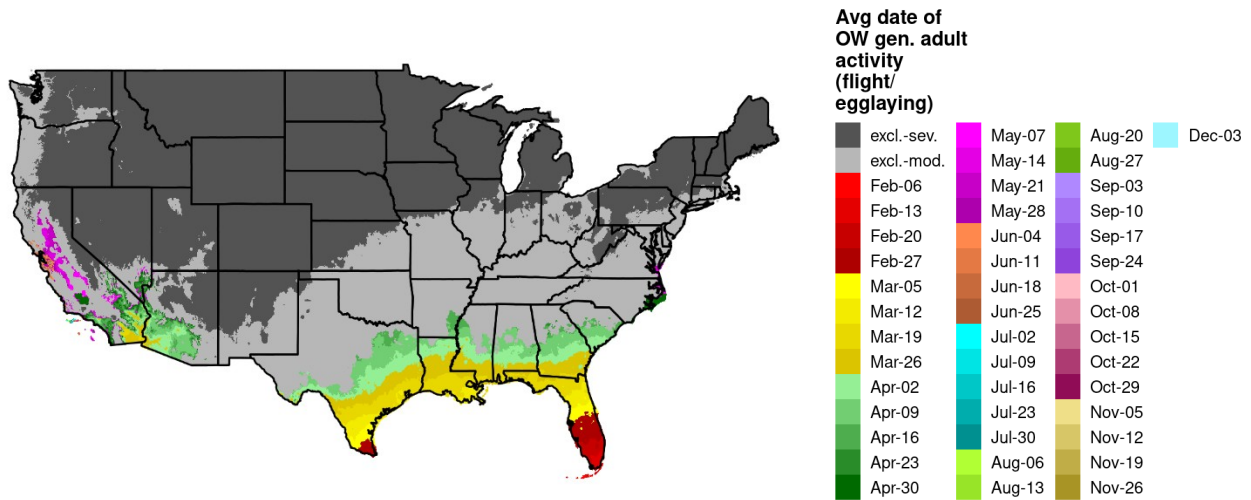 Avg date of
OW gen. adult
activity
(flight/
egglaying)
excl.-sev.
excl.-mod.
Feb-06
Feb-13
Feb-20
Feb-27
Mar-05
Mar-12
Mar-19
Mar-26
Apr-02
Apr-09
Apr-16
Apr-23
Apr-30
May-07
May-14
May-21
May-28
Jun-04
Jun-11
Jun-18
Jun-25
Jul-02
Jul-09
Jul-16
Jul-23
Jul-30
Aug-06
Aug-13
Aug-20
Aug-27
Sep-03
Sep-10
Sep-17
Sep-24
Oct-01
Oct-08
Oct-15
Oct-22
Oct-29
Nov-05
Nov-12
Nov-19
Nov-26
Dec-03